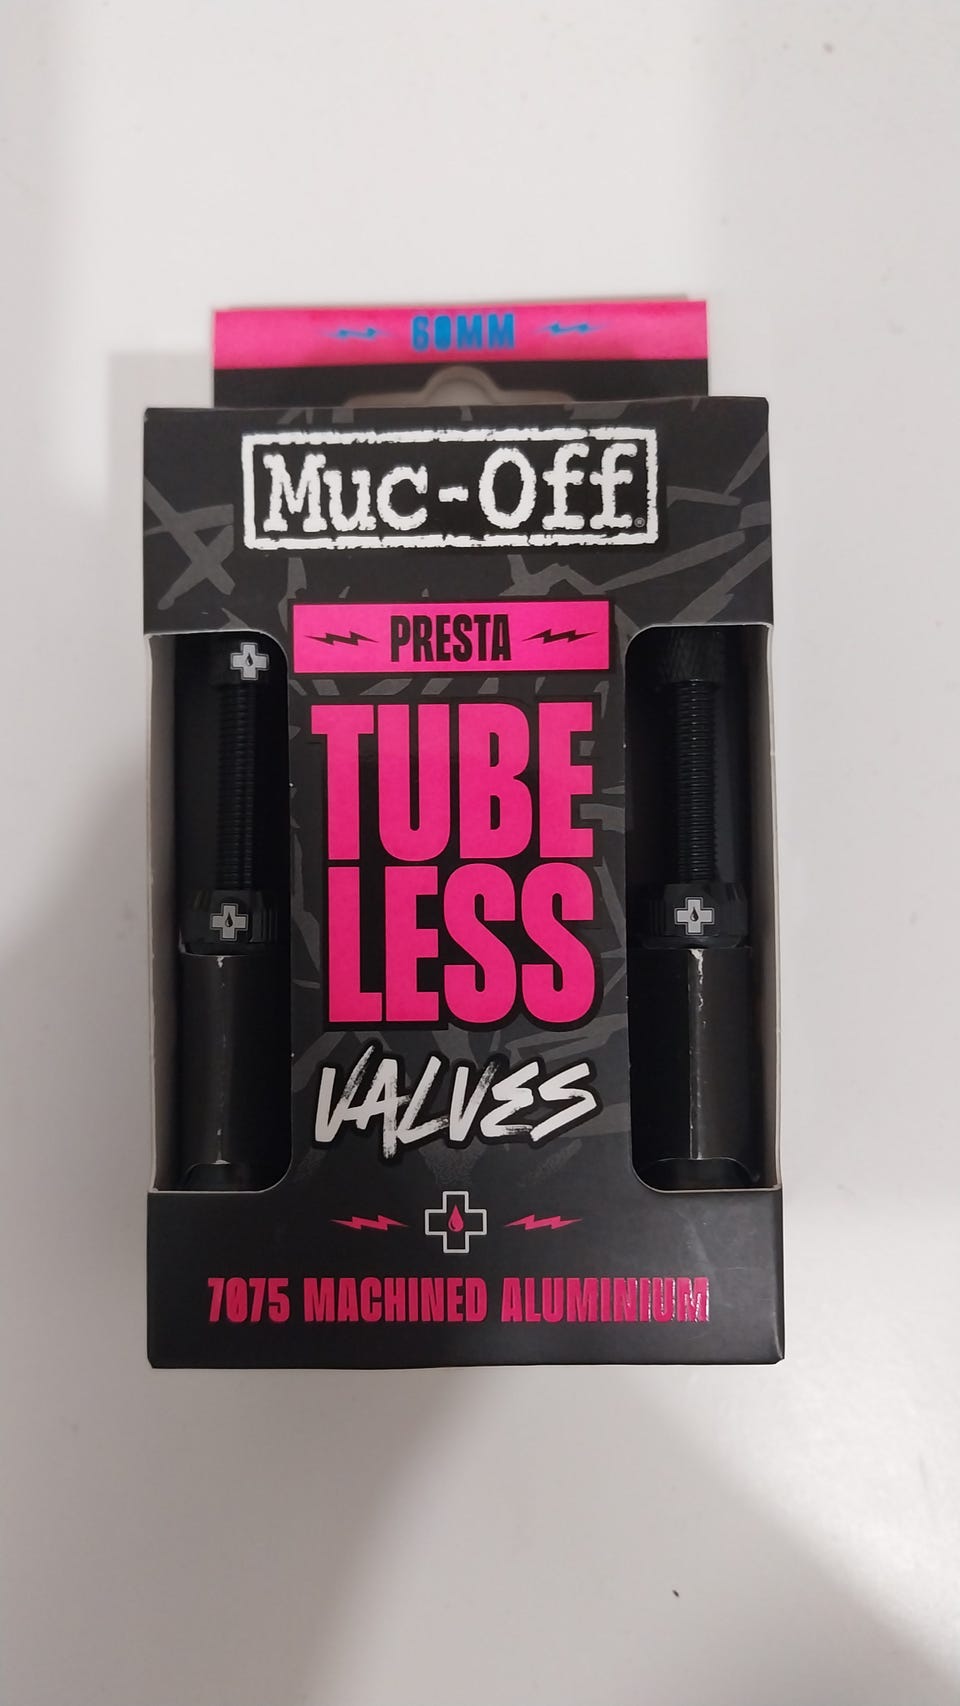 60MM
Muc-Off®
PRESTA
TUBE
LESS
VALVES
7075 MACHINED ALUMINIUM